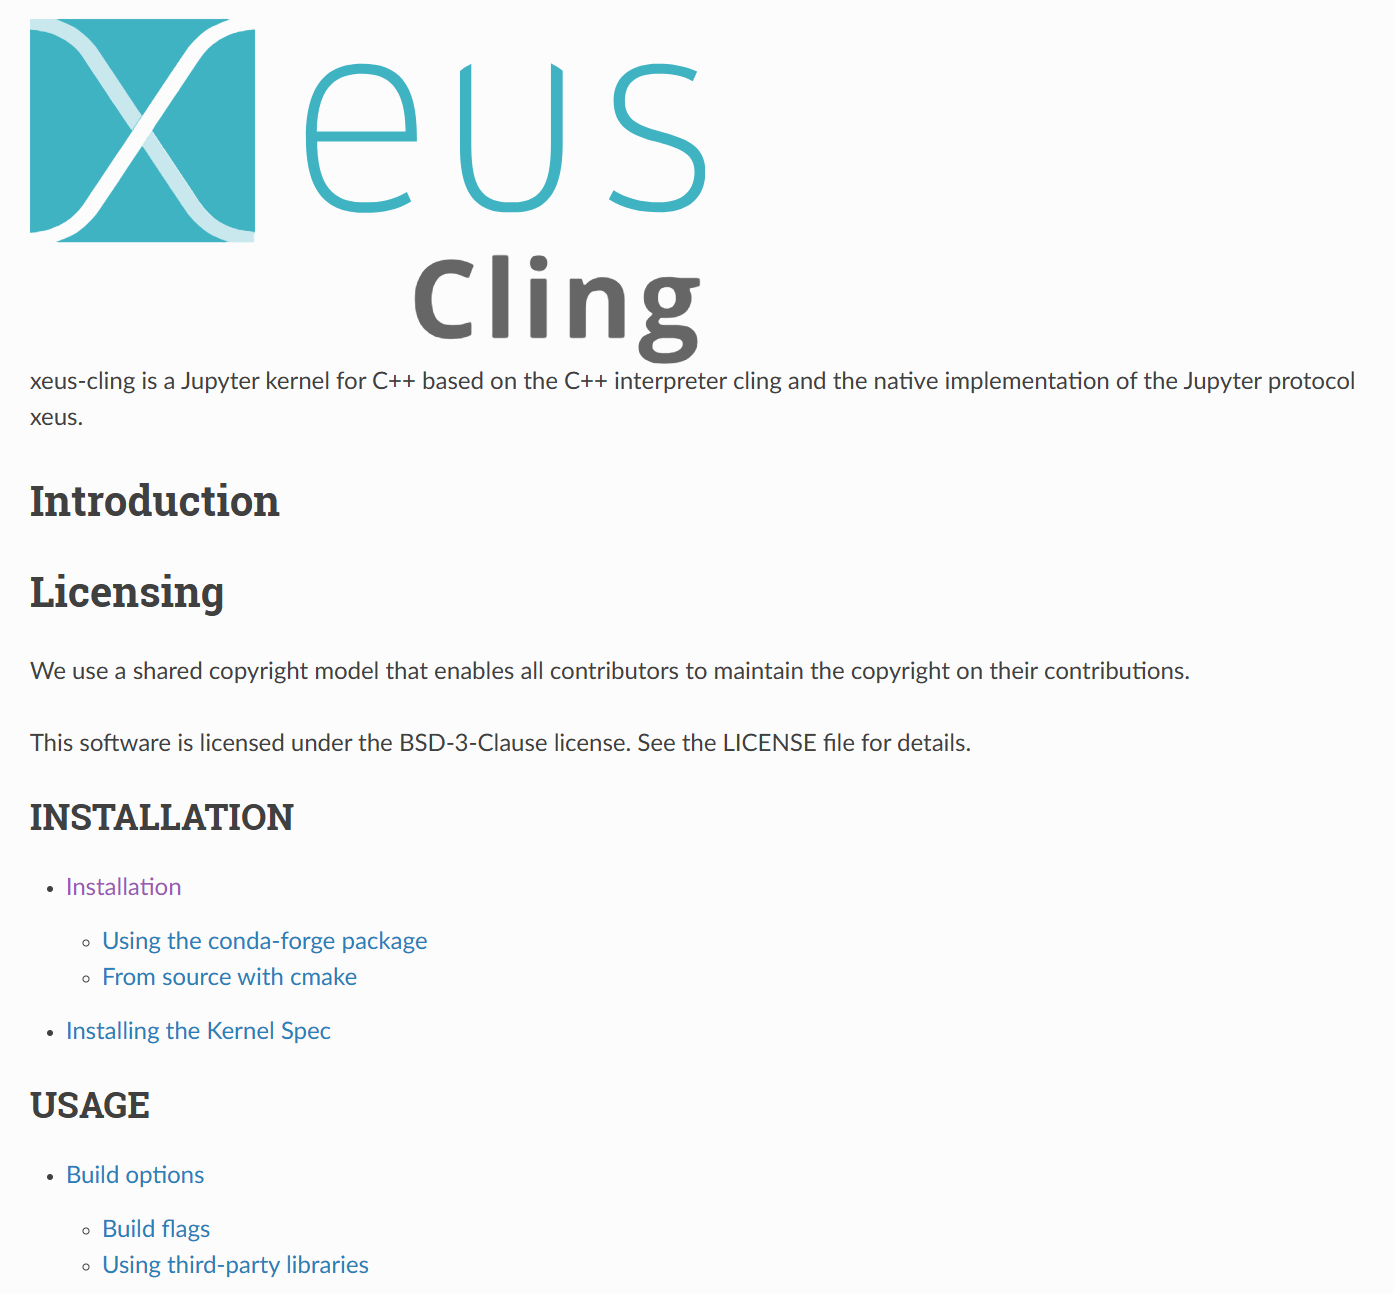 xeus
Cling
xeus-cling is a Jupyter kernel for C++ based on the C++ interpreter cling and the native implementation of the Jupyter protocol
xeus.
Introduction
Licensing
We use a shared copyright model that enables all contributors to maintain the copyright on their contributions.
This software is licensed under the BSD-3-Clause license. See the LICENSE file for details.
INSTALLATION
• Installation
◦ Using the conda-forge package
◦ From source with cmake
• Installing the Kernel Spec
USAGE
• Build options
◦ Build flags
◦ Using third-party libraries